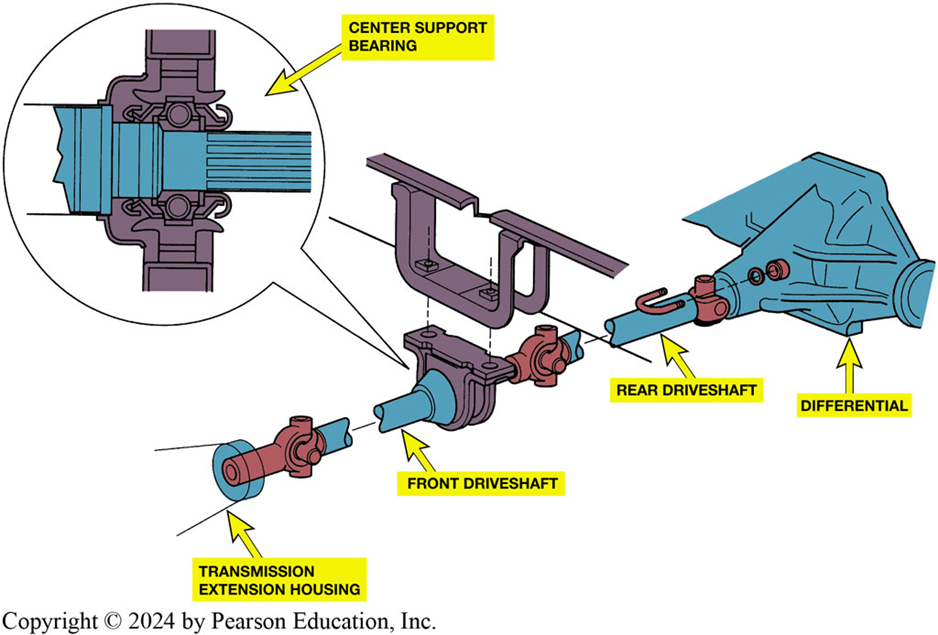 CENTER SUPPORT
BEARING
REAR DRIVESHAFT
DIFFERENTIAL
FRONT DRIVESHAFT
TRANSMISSION
EXTENSION HOUSING
Copyright © 2024 by Pearson Education, Inc.